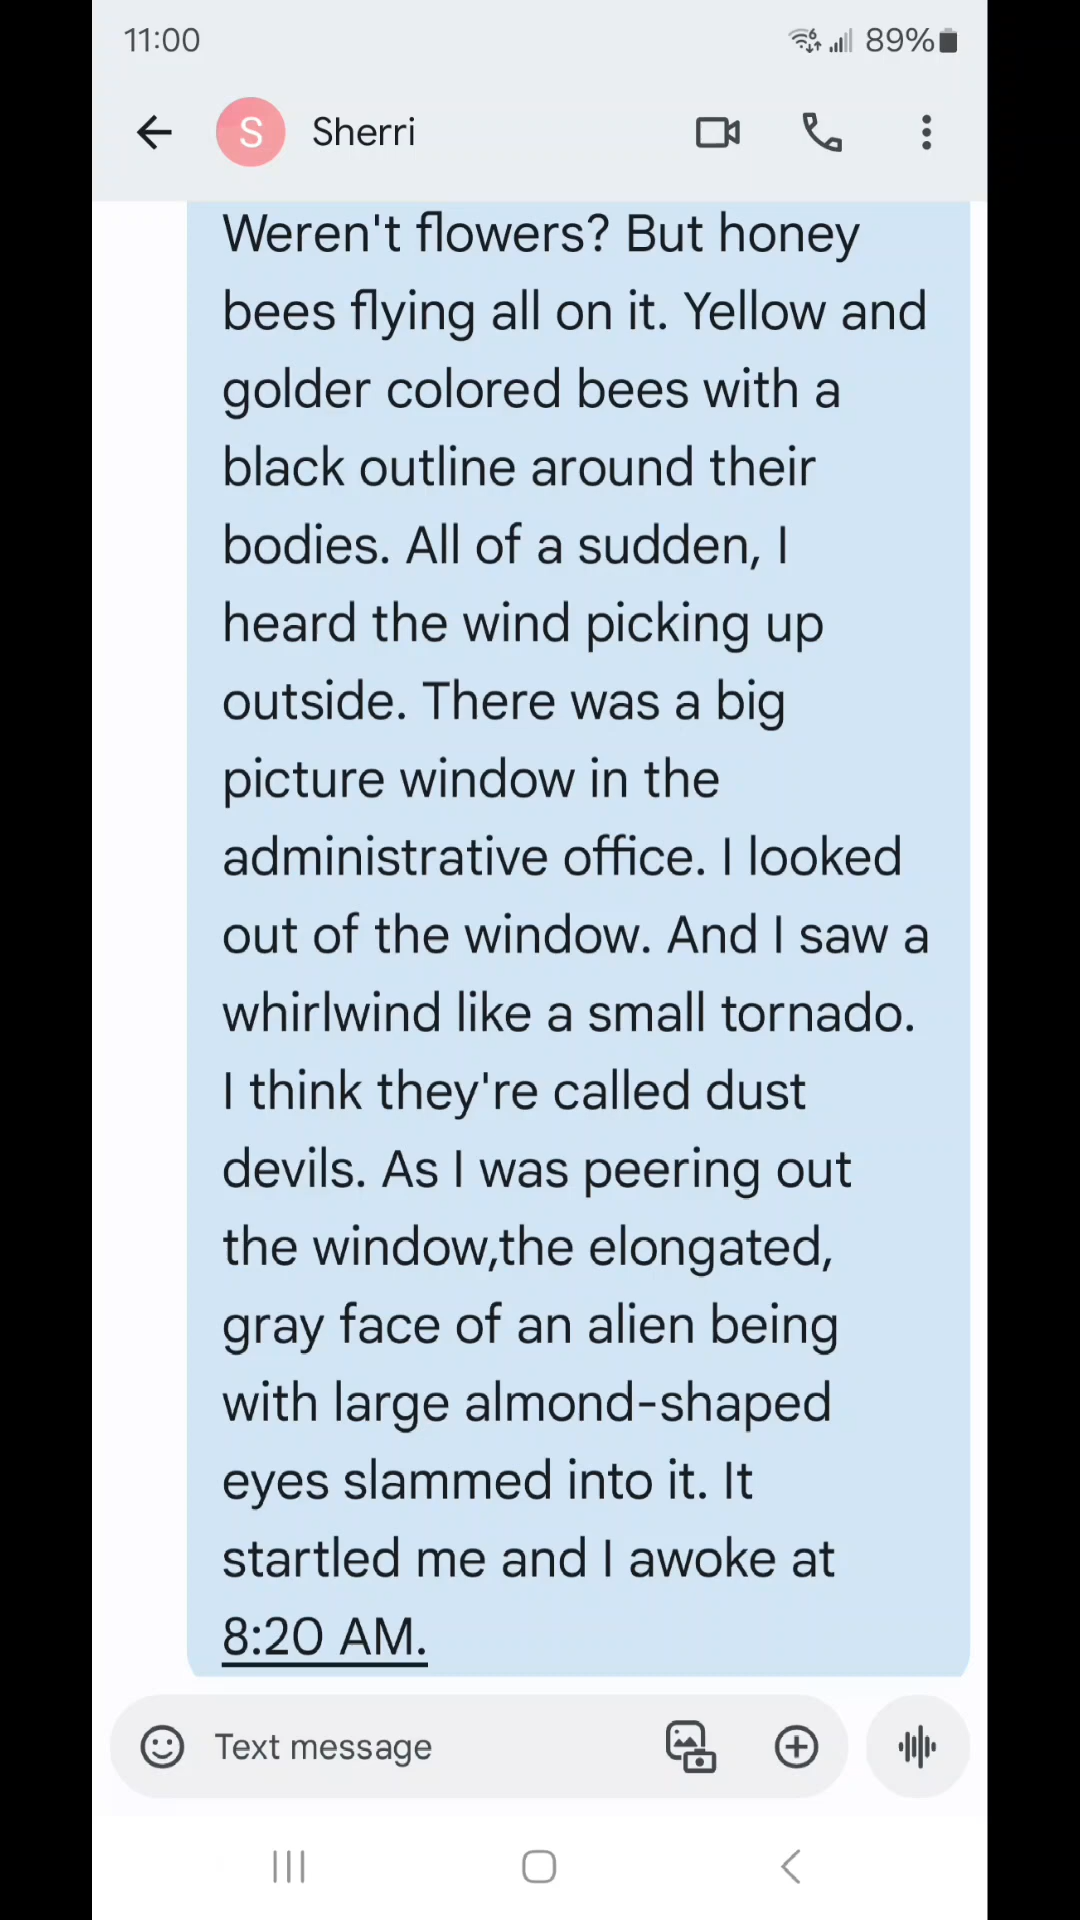 11:00
89%
S
Sherri
Weren't flowers? But honey
bees flying all on it. Yellow and
golder colored bees with a
black outline around their
bodies. All of a sudden, I
heard the wind picking up
outside. There was a big
picture window in the
administrative office. I looked
out of the window. And I saw a
whirlwind like a small tornado.
I think they're called dust
devils. As I was peering out
the window,the elongated,
gray face of an alien being
with large almond-shaped
eyes slammed into it. It
startled me and I awoke at
8:20 AM.
Text message